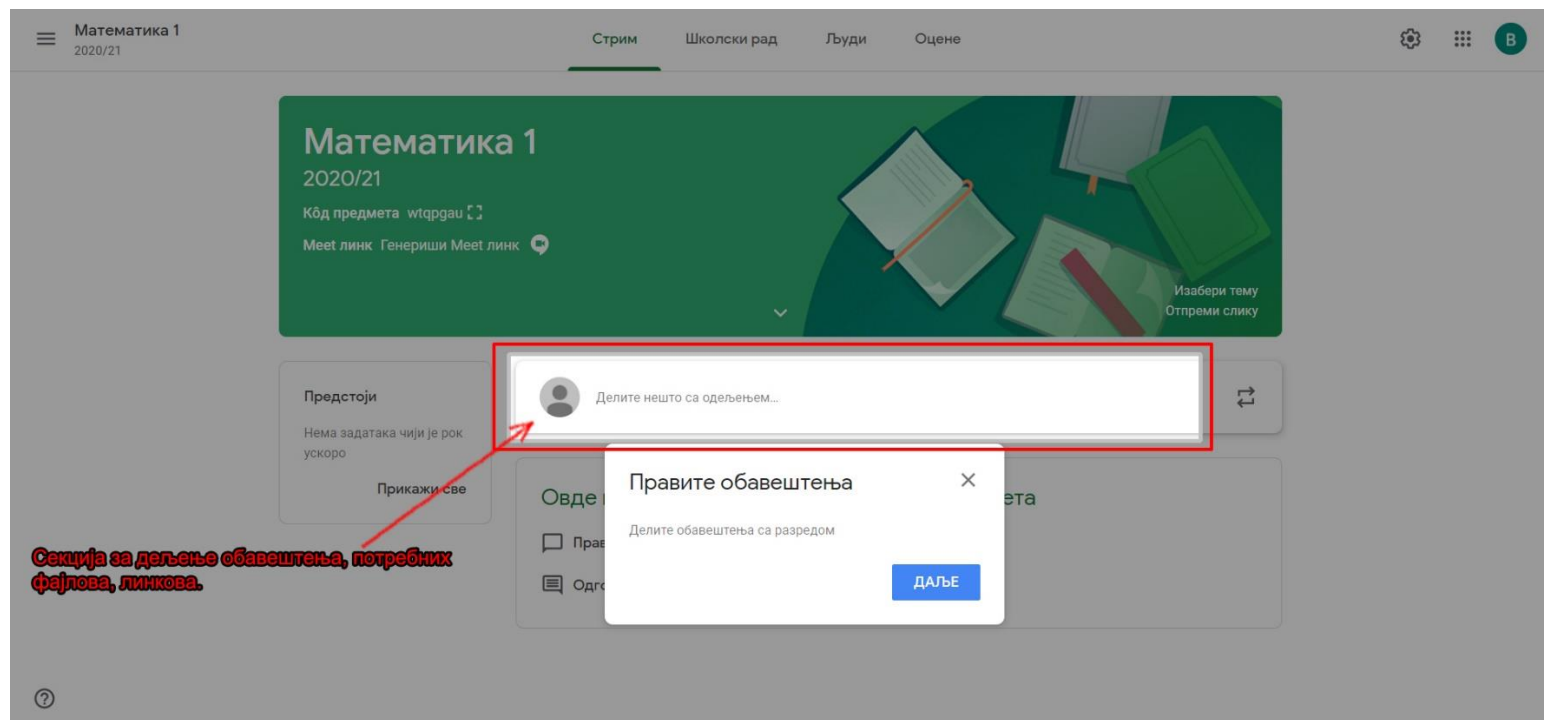 Математика 1
2020/21
Стрим
Школски рад
Људи
Оцене
B
Математика 1
2020/21
Кôд предмета wtqpgau
Meet линк Генериши Meet линк
Изабери тему
Отпреми слику
Предстоји
Нема задатака чији је рок
ускоро
Прикажи све
Делите нешто са одељењем...
Правите обавештења
Делите обавештења са разредом
ДАЉЕ
Овде
ета
Секција за дељење обавештења, потребних
фајлова, линкова.